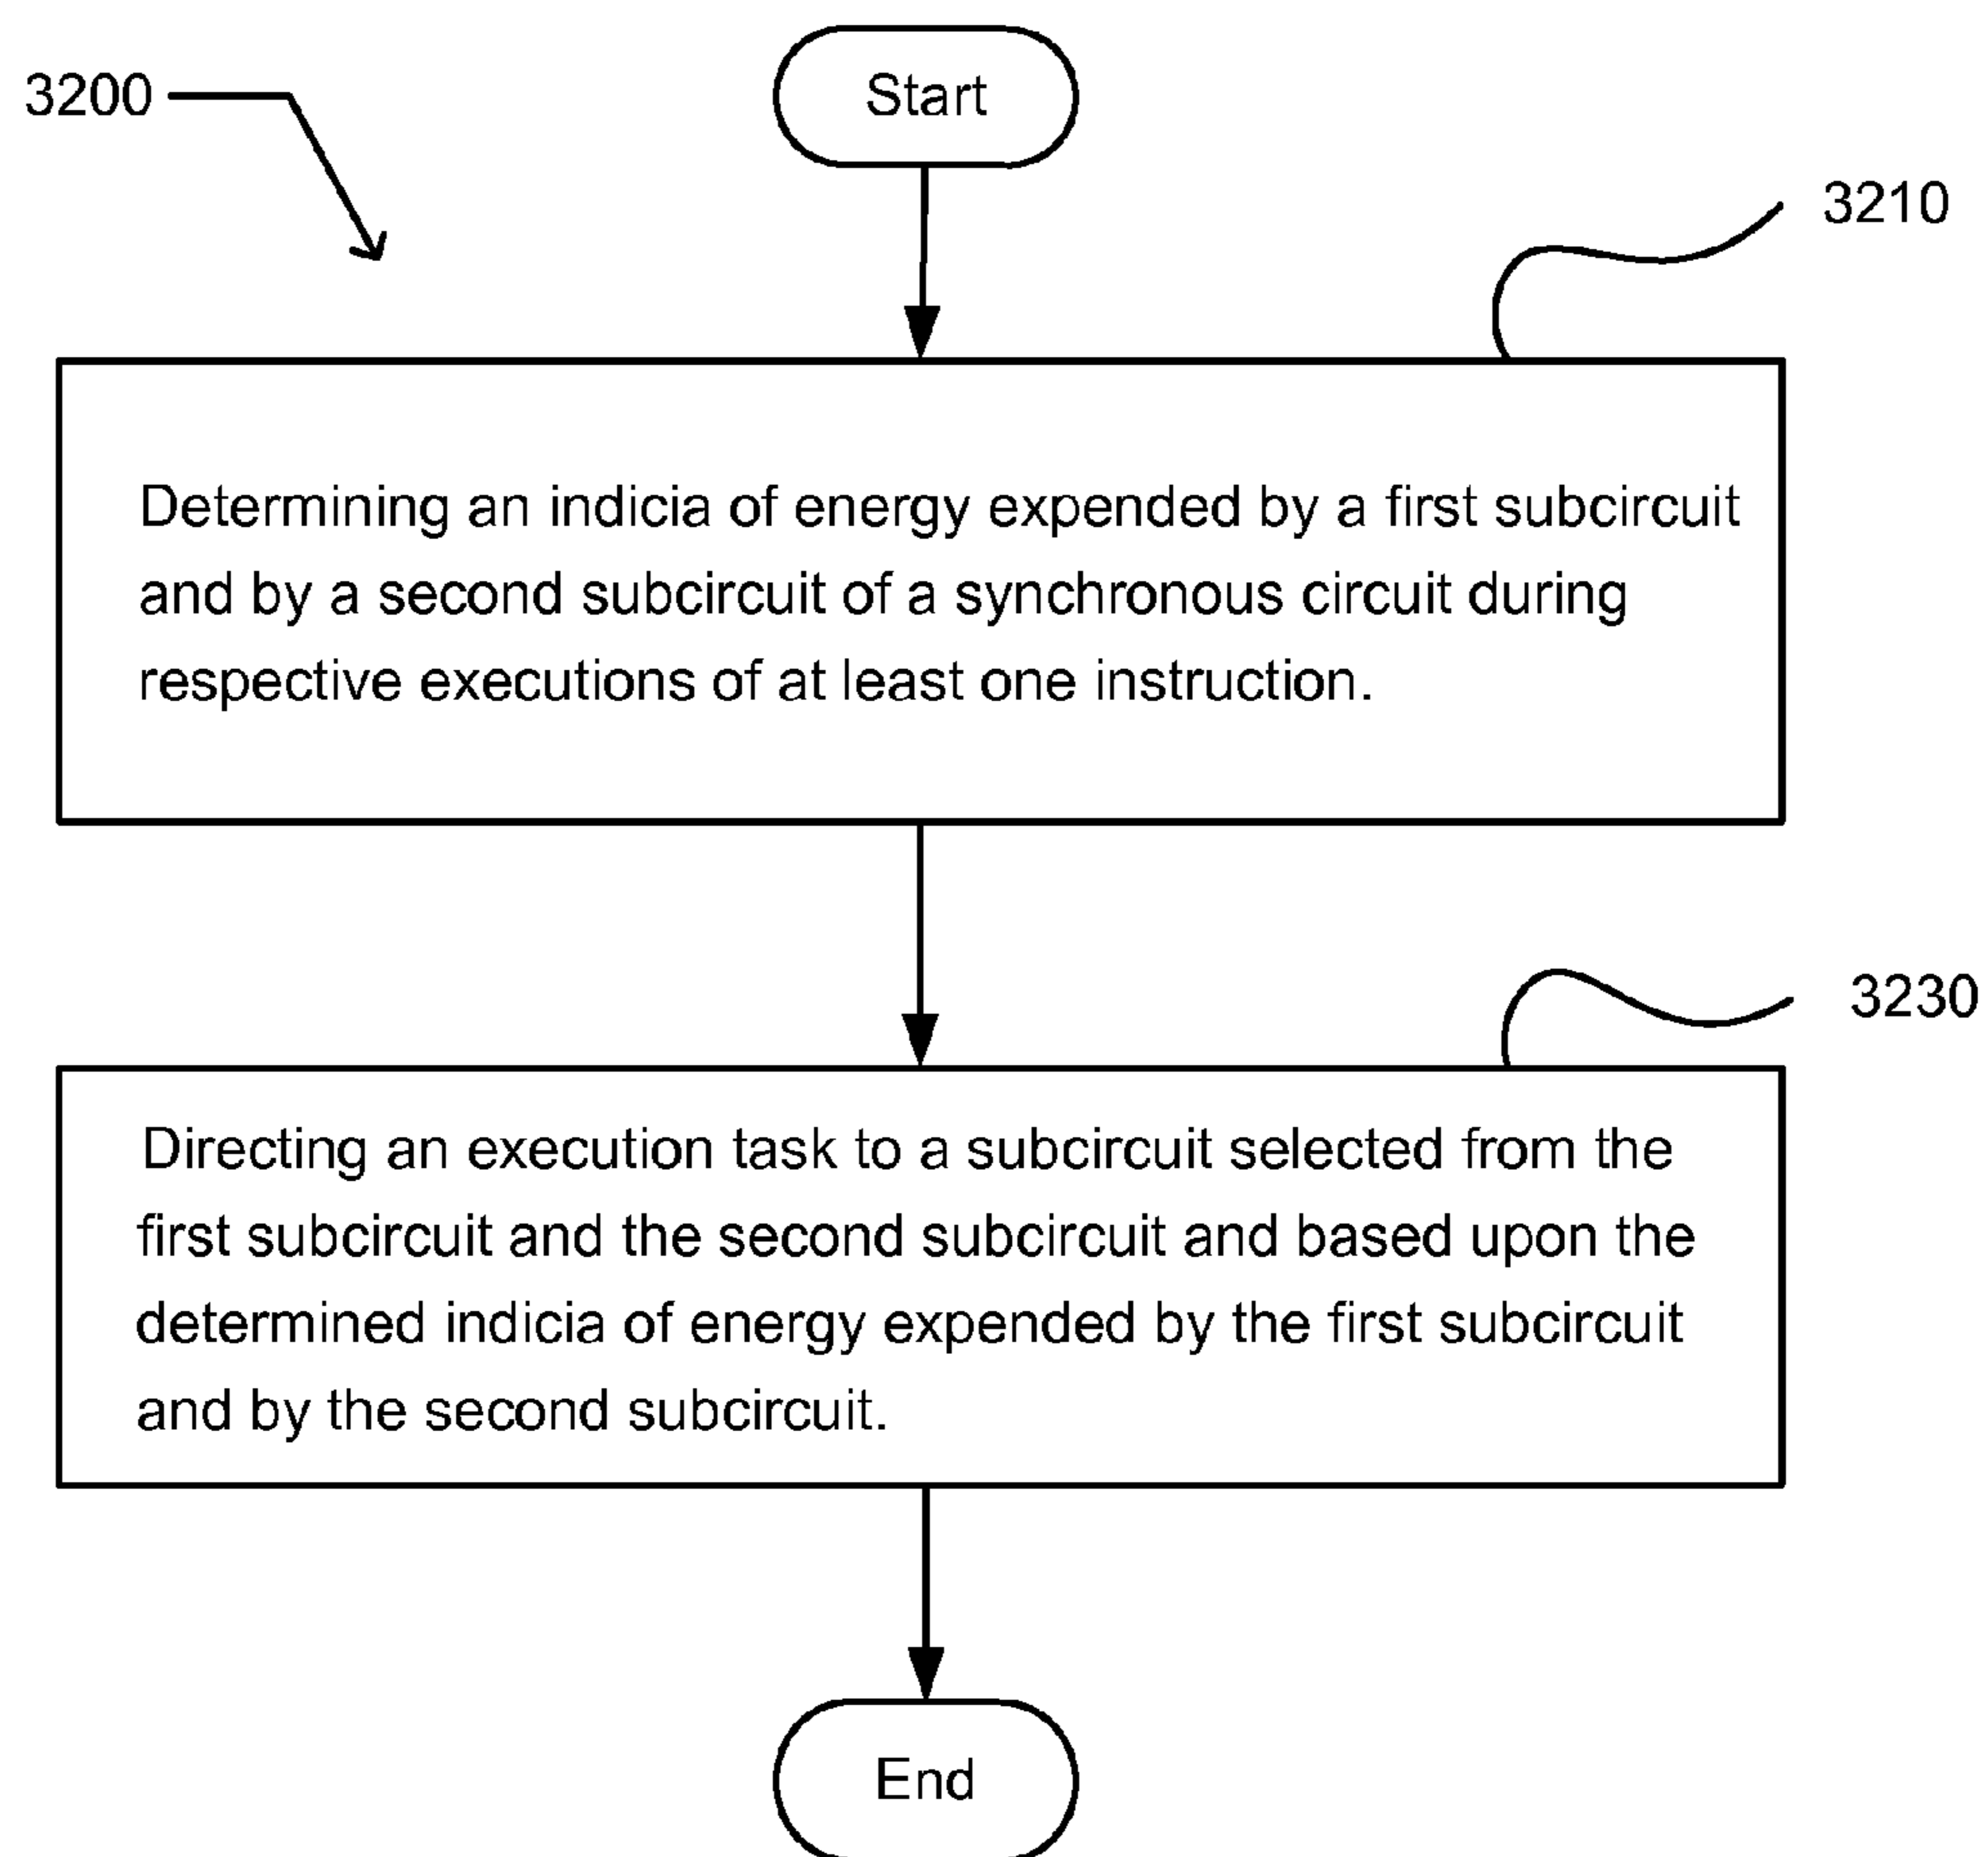 3200
Start
3210
Determining an indicia of energy expended by a first subcircuit
and by a second subcircuit of a synchronous circuit during
respective executions of at least one instruction.
3230
Directing an execution task to a subcircuit selected from the
first subcircuit and the second subcircuit and based upon the
determined indicia of energy expended by the first subcircuit
and by the second subcircuit.
End